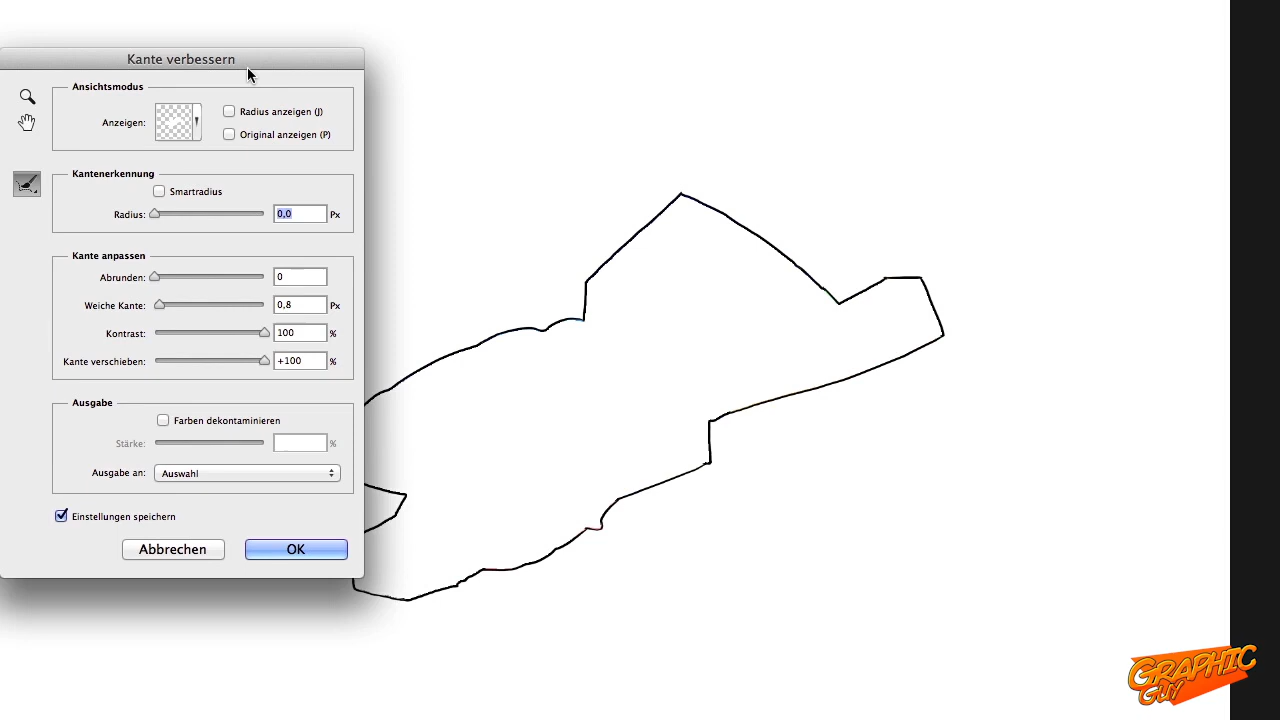 Kante verbessern
Ansichtsmodus
Anzeigen:
Radius anzeigen (J)
Original anzeigen (P)
Kantenerkennung
Smartradius
Radius: 0,0 Px
Kante anpassen
Abrunden: 0
Weiche Kante: 0,8 Px
Kontrast: 100 %
Kante verschieben: +100 %
Ausgabe
Farben dekontaminieren
Stärke: %
Ausgabe an: Auswahl
Einstellungen speichern
Abbrechen OK
GRAPHIC
GUY